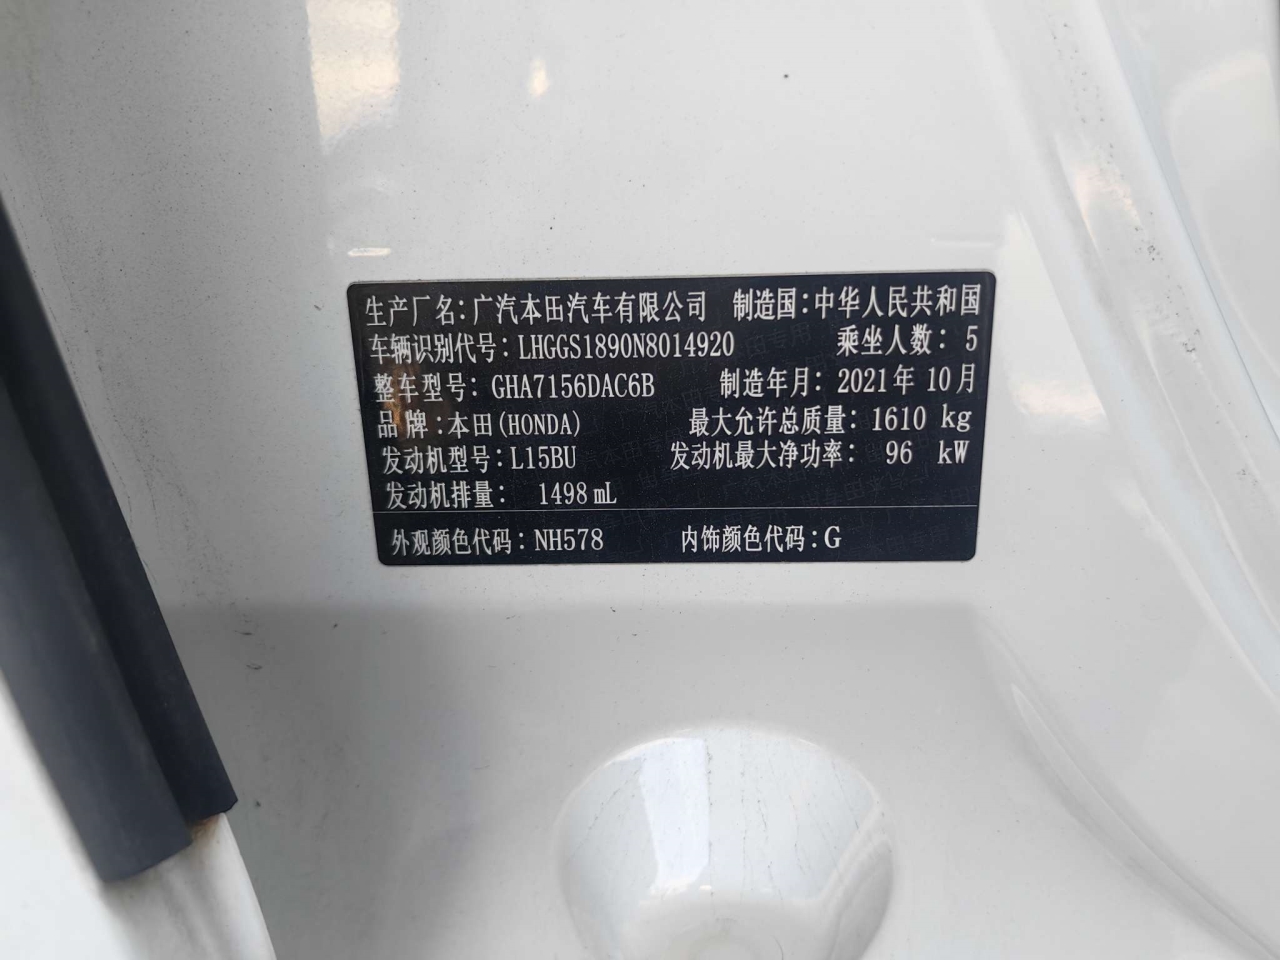 生产厂名:广汽本田汽车有限公司 制造国:中华人民共和国
车辆识别代号:LHGGS1890N8014920 乘坐人数: 5
整车型号: GHA7156DAC6B 制造年月: 2021年 10月
品 牌 :本田(HONDA) 最大允许总质量: 1610 kg
发动机型号: L15BU 发动机最大净功率: 96 kW
发动机排量: 1498 mL
外观颜色代码: NH578 内饰颜色代码: G